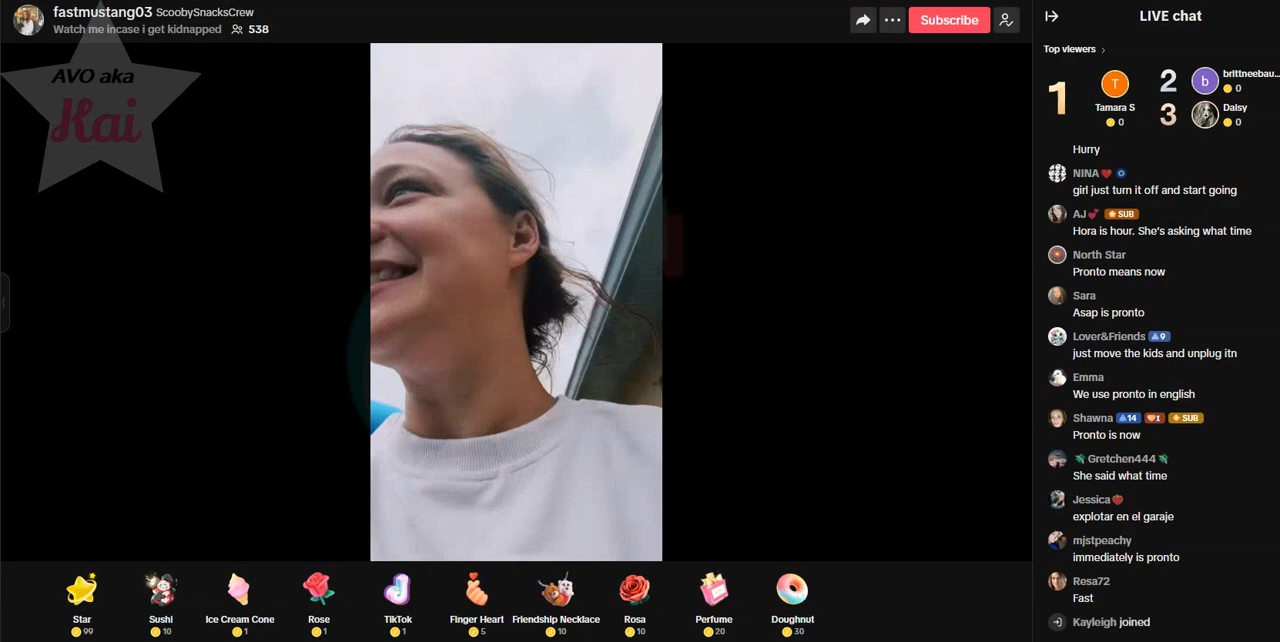 fastmustang03 ScoobySnacksCrew
Watch me incase i get kidnapped 538
Subscribe
AVO aka
Kai
LIVE chat
Top viewers
1
T
Tamara S
0
2
b
brittneebau...
0
3
Daisy
0
Hurry
NINA
girl just turn it off and start going
AJ SUB
Hora is hour. She's asking what time
North Star
Pronto means now
Sara
Asap is pronto
Lover&Friends 9
just move the kids and unplug itn
Emma
We use pronto in english
Shawna 14 I SUB
Pronto is now
Gretchen444
She said what time
Jessica
explotar en el garaje
mjstpeachy
immediately is pronto
Resa72
Fast
Kayleigh joined
Star
99
Sushi
10
Ice Cream Cone
1
Rose
1
TikTok
1
Finger Heart
5
Friendship Necklace
10
Rosa
10
Perfume
20
Doughnut
30